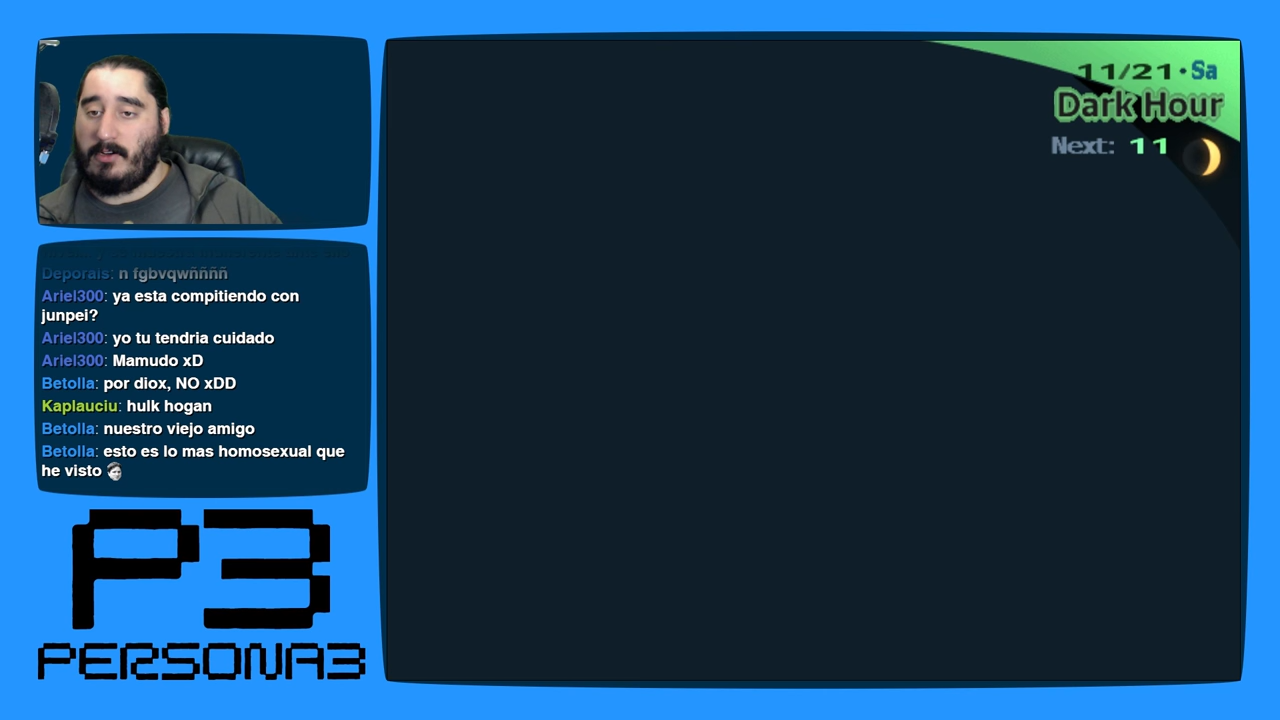 11/21・Sa
Dark Hour
Next: 11
Deporais: n fgbvqwññññ
Ariel300: ya esta compitiendo con
junpei?
Ariel300: yo tu tendria cuidado
Ariel300: Mamudo xD
Betolla: por diox, NO xDD
Kaplauciu: hulk hogan
Betolla: nuestro viejo amigo
Betolla: esto es lo mas homosexual que
he visto
P3
PERSONA3